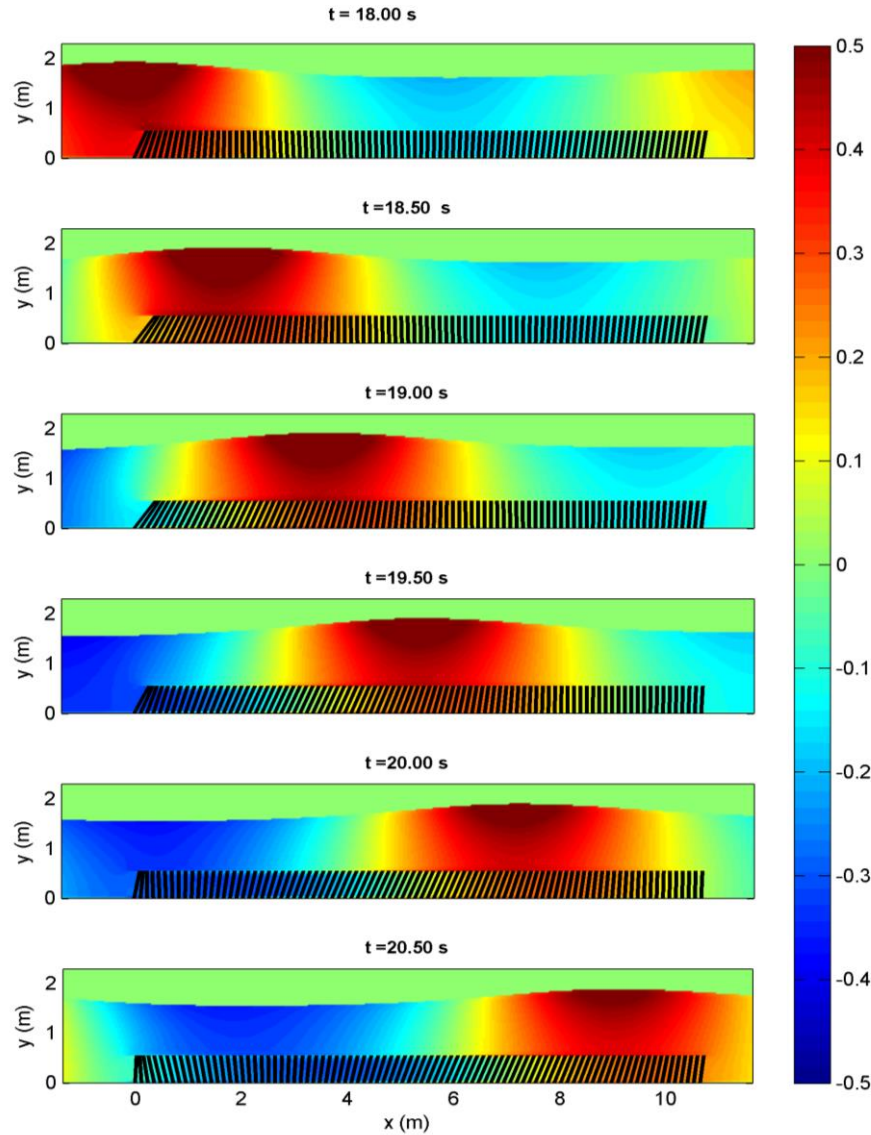 t = 18.00 s
y (m)
2
1
0
t =18.50  s
y (m)
2
1
0
t =19.00 s
y (m)
2
1
0
t =19.50 s
y (m)
2
1
0
t =20.00 s
y (m)
2
1
0
t =20.50 s
y (m)
2
1
0
0 2 4 6 8 10
x (m)
0.5
0.4
0.3
0.2
0.1
0
-0.1
-0.2
-0.3
-0.4
-0.5